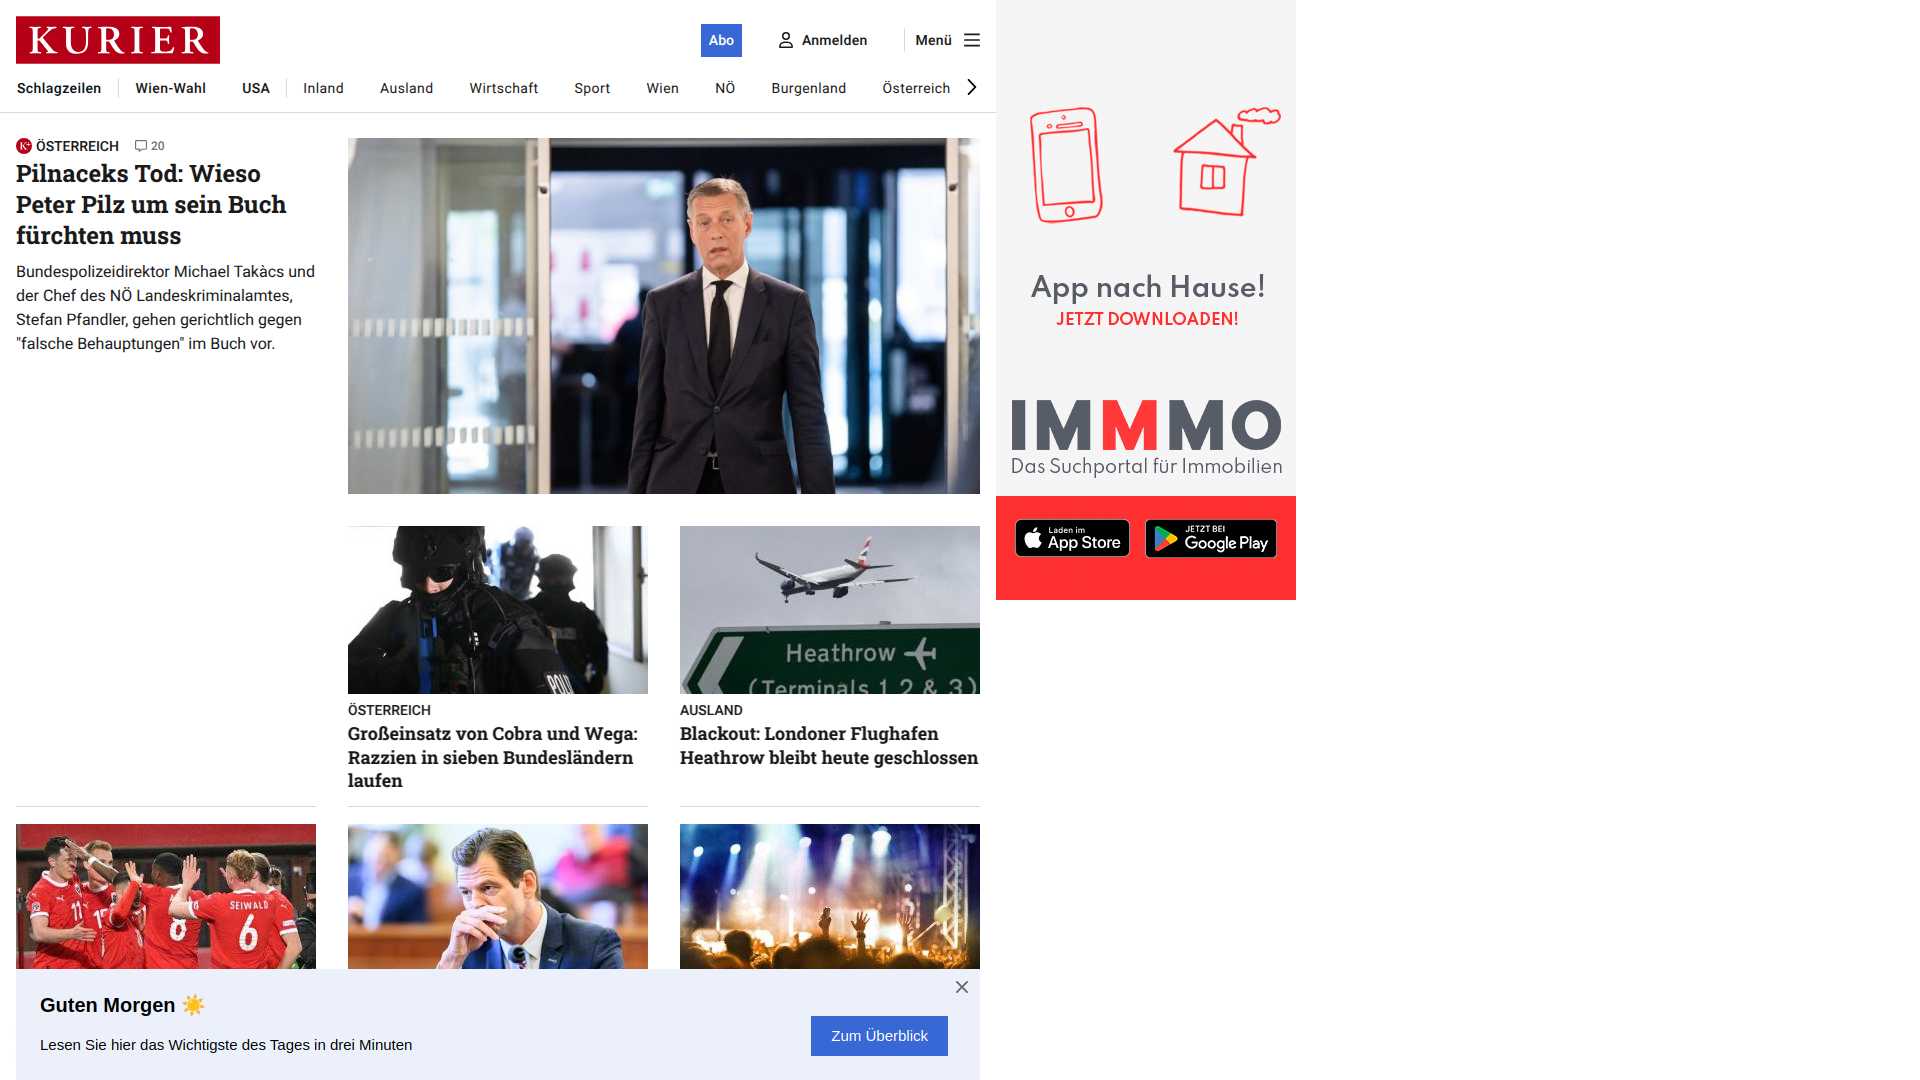 KURIER
Abo
Anmelden
Menü
Schlagzeilen
Wien-Wahl
USA
Inland
Ausland
Wirtschaft
Sport
Wien
NÖ
Burgenland
Österreich
ÖSTERREICH
20
Pilnaceks Tod: Wieso
Peter Pilz um sein Buch
fürchten muss
Bundespolizeidirektor Michael Takàcs und
der Chef des NÖ Landeskriminalamtes,
Stefan Pfandler, gehen gerichtlich gegen
"falsche Behauptungen" im Buch vor.
Heathrow
(Terminals 1 2 & 3)
ÖSTERREICH
Großeinsatz von Cobra und Wega:
Razzien in sieben Bundesländern
laufen
AUSLAND
Blackout: Londoner Flughafen
Heathrow bleibt heute geschlossen
11
8
SEIWALD
6
Guten Morgen ☀️
Lesen Sie hier das Wichtigste des Tages in drei Minuten
Zum Überblick
App nach Hause!
JETZT DOWNLOADEN!
IMMMO
Das Suchportal für Immobilien
Laden im
App Store
JETZT BEI
Google Play